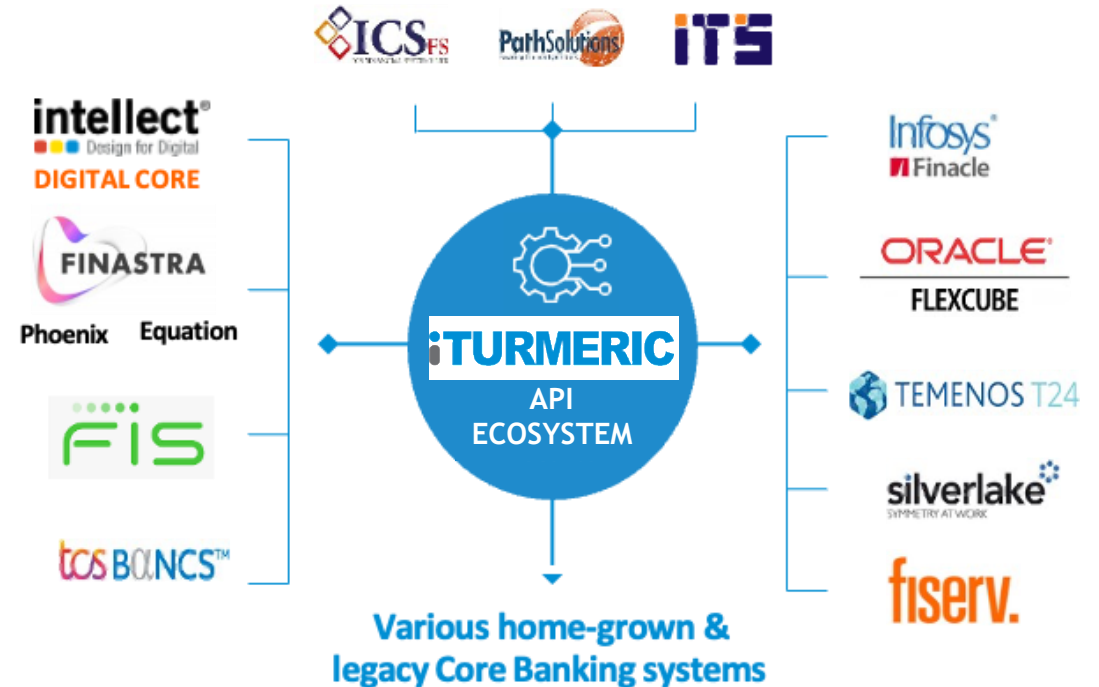 ICSFS
PathSolutions
iTS
intellect®
Design for Digital
DIGITAL CORE
FINASTRA
Phoenix Equation
FIS
tcs BαNCS™
iTURMERIC
API
ECOSYSTEM
Infosys®
Finacle
ORACLE®
FLEXCUBE
TEMENOS T24
silverlake
SYMMETRY AT WORK
fiserv.
Various home-grown &
legacy Core Banking systems